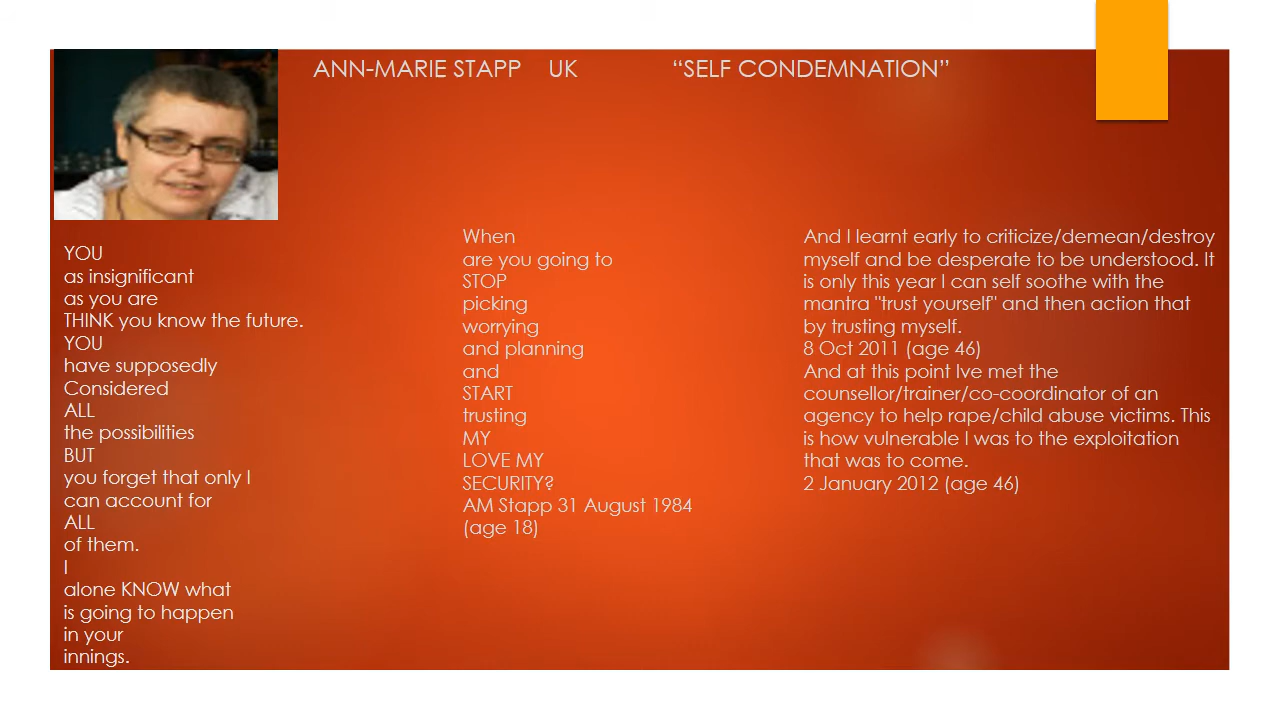 ANN-MARIE STAPP UK “SELF CONDEMNATION”
YOU
as insignificant
as you are
THINK you know the future.
YOU
have supposedly
Considered
ALL
the possibilities
BUT
you forget that only I
can account for
ALL
of them.
I
alone KNOW what
is going to happen
in your
innings.
When
are you going to
STOP
picking
worrying
and planning
and
START
trusting
MY
LOVE MY
SECURITY?
AM Stapp 31 August 1984
(age 18)
And I learnt early to criticize/demean/destroy
myself and be desperate to be understood. It
is only this year I can self soothe with the
mantra "trust yourself" and then action that
by trusting myself.
8 Oct 2011 (age 46)
And at this point Ive met the
counsellor/trainer/co-coordinator of an
agency to help rape/child abuse victims. This
is how vulnerable I was to the exploitation
that was to come.
2 January 2012 (age 46)